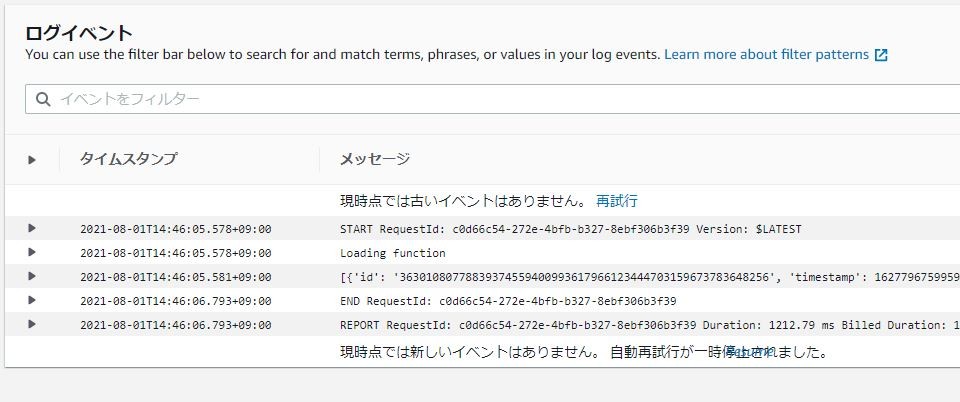 ログイベント
You can use the filter bar below to search for and match terms, phrases, or values in your log events. Learn more about filter patterns
イベントをフィルター
タイムスタンプ メッセージ
現時点では古いイベントはありません。 再試行
2021-08-01T14:46:05.578+09:00 START RequestId: c0d66c54-272e-4bfb-b327-8ebf306b3f39 Version: $LATEST
2021-08-01T14:46:05.578+09:00 Loading function
2021-08-01T14:46:05.581+09:00 [{'id': '36301080778839374559400993617966123444703159673783648256', 'timestamp': 1627796759959
2021-08-01T14:46:06.793+09:00 END RequestId: c0d66c54-272e-4bfb-b327-8ebf306b3f39
2021-08-01T14:46:06.793+09:00 REPORT RequestId: c0d66c54-272e-4bfb-b327-8ebf306b3f39 Duration: 1212.79 ms Billed Duration: 1
現時点では新しいイベントはありません。 自動再試行が一時停止されました。 Resume